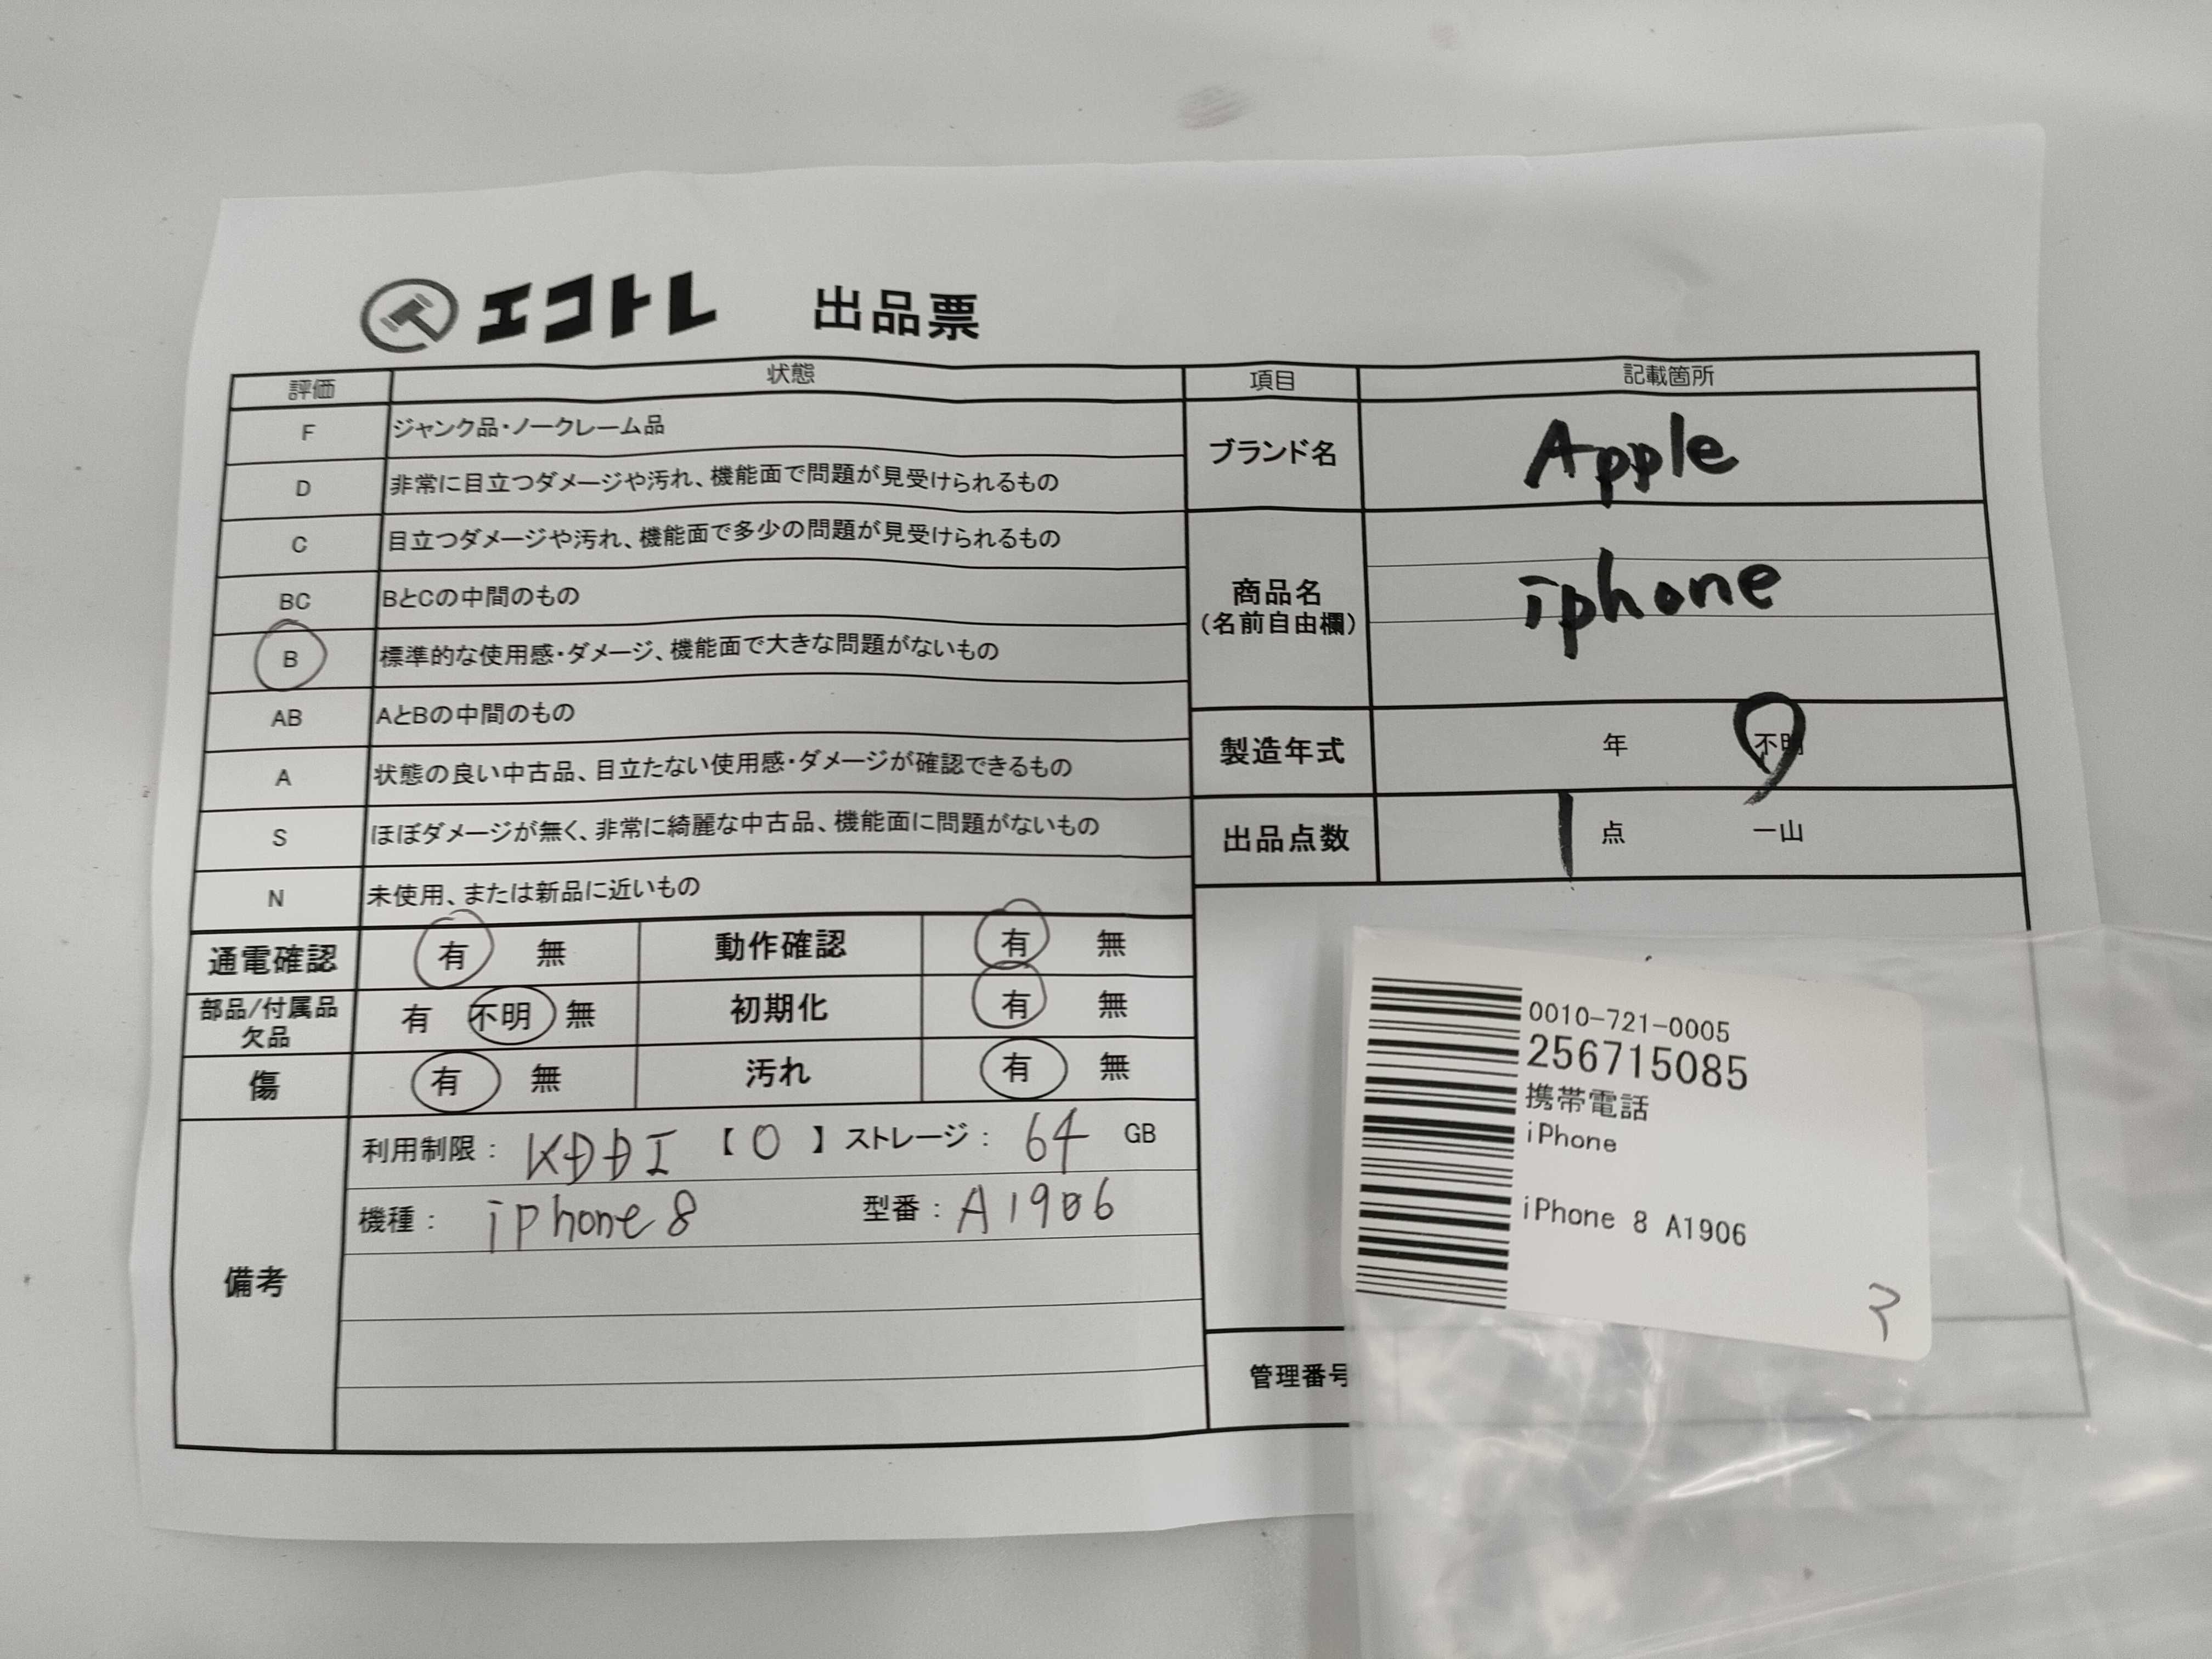 エコトレ 出品票
評価 状態 項目 記載箇所
F ジャンク品・ノークレーム品
D 非常に目立つダメージや汚れ、機能面で問題が見受けられるもの
C 目立つダメージや汚れ、機能面で多少の問題が見受けられるもの
BC BとCの中間のもの
B 標準的な使用感・ダメージ、機能面で大きな問題がないもの
AB AとBの中間のもの
A 状態の良い中古品、目立たない使用感・ダメージが確認できるもの
S ほぼダメージが無く、非常に綺麗な中古品、機能面に問題がないもの
N 未使用、または新品に近いもの
ブランド名 Apple
商品名 iphone
(名前自由欄)
製造年式 年 不明
出品点数 1 点 一山
通電確認 有 無 動作確認 有 無
部品/付属品
欠品 有 不明 無 初期化 有 無
傷 有 無 汚れ 有 無
備考
利用制限: KDDI 【 O 】 ストレージ: 64 GB
機種: iphone 8 型番: A1906
管理番号
0010-721-0005
256715085
携帯電話
iPhone
iPhone 8 A1906